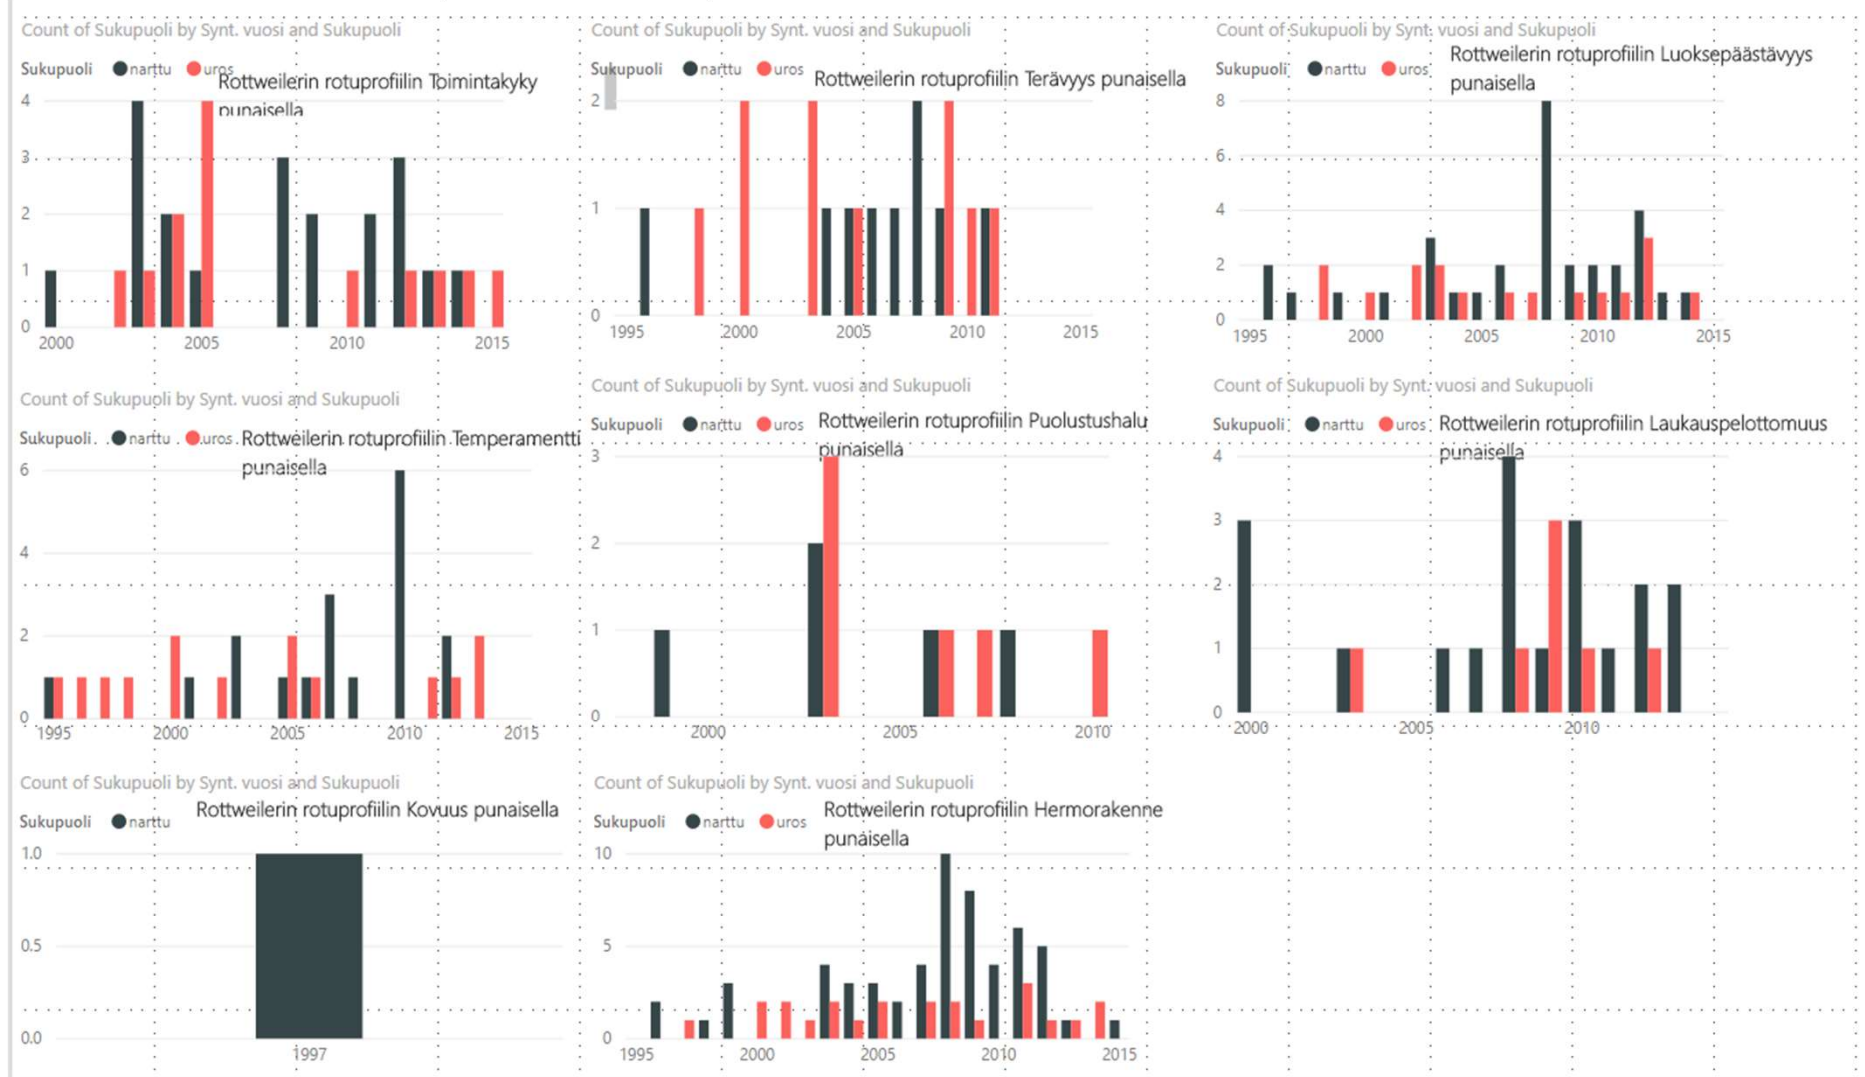 Count of Sukupuoli by Synt. vuosi and Sukupuoli
Sukupuoli narttu uros
Rottweilerin rotuprofiilin Toimintakyky
punaisella
4
3
2
1
0
2000 2005 2010 2015
Count of Sukupuoli by Synt. vuosi and Sukupuoli
Sukupuoli narttu uros
Rottweilerin rotuprofiilin Terävyys punaisella
2
1
0
1995 2000 2005 2010 2015
Count of Sukupuoli by Synt. vuosi and Sukupuoli
Sukupuoli narttu uros
Rottweilerin rotuprofiilin Luoksepäästävyys
punaisella
8
6
4
2
0
1995 2000 2005 2010 2015
Count of Sukupuoli by Synt. vuosi and Sukupuoli
Sukupuoli narttu uros
Rottweilerin rotuprofiilin Temperamentti
punaisella
6
4
2
0
1995 2000 2005 2010 2015
Count of Sukupuoli by Synt. vuosi and Sukupuoli
Sukupuoli narttu uros
Rottweilerin rotuprofiilin Puolustushalu
punaisella
3
2
1
0
2000 2005 2010
Count of Sukupuoli by Synt. vuosi and Sukupuoli
Sukupuoli narttu uros
Rottweilerin rotuprofiilin Laukauspelottomuus
punaisella
4
3
2
1
0
2000 2005 2010
Count of Sukupuoli by Synt. vuosi and Sukupuoli
Sukupuoli narttu
Rottweilerin rotuprofiilin Kovuus punaisella
1.0
0.5
0.0
1997
Count of Sukupuoli by Synt. vuosi and Sukupuoli
Sukupuoli narttu uros
Rottweilerin rotuprofiilin Hermorakenne
punaisella
10
5
0
1995 2000 2005 2010 2015